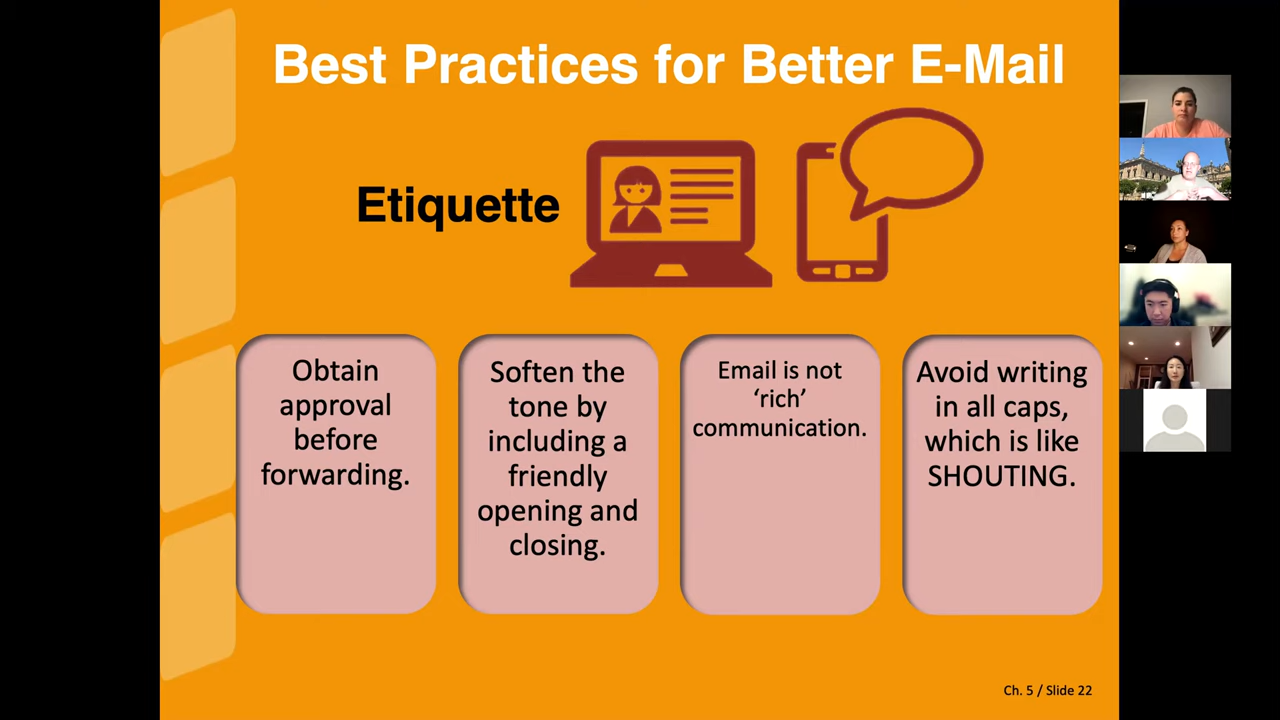 Best Practices for Better E-Mail
Etiquette
Obtain
approval
before
forwarding.
Soften the
tone by
including a
friendly
opening and
closing.
Email is not
‘rich’
communication.
Avoid writing
in all caps,
which is like
SHOUTING.
Ch. 5 / Slide 22